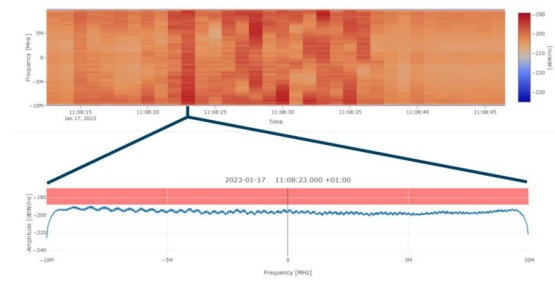 −190
5M
−200
0
−210
−5M
−220
−10M
−230
Frequency [MHz]
[dBW/Hz]
11:08:15
11:08:20
11:08:25
11:08:30
11:08:35
11:08:40
11:08:45
Jan 17, 2023
Time
2023-01-17 11:08:23.000 +01:00
Amplitude [dBW/Hz]
−180
−200
−220
−240
−10M
−5M
0
5M
10M
Frequency [MHz]